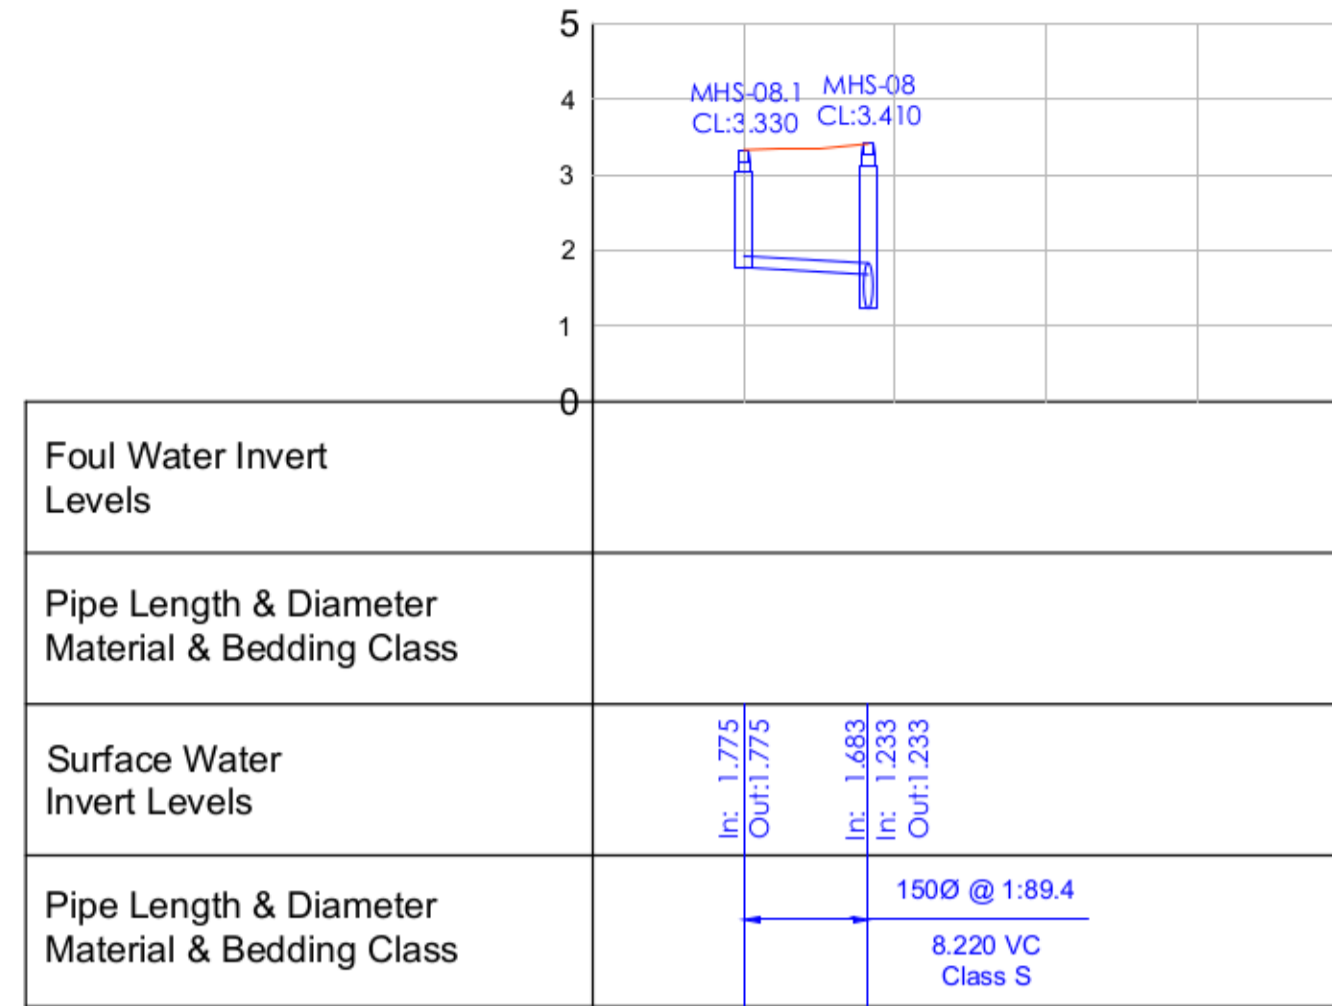 5
4
3
2
1
0
MHS-08.1
CL:3.330
MHS-08
CL:3.410
Foul Water Invert
Levels
Pipe Length & Diameter
Material & Bedding Class
Surface Water
Invert Levels
In: 1.775
Out:1.775
In: 1.683
In: 1.233
Out:1.233
Pipe Length & Diameter
Material & Bedding Class
150Ø @ 1:89.4
8.220 VC
Class S